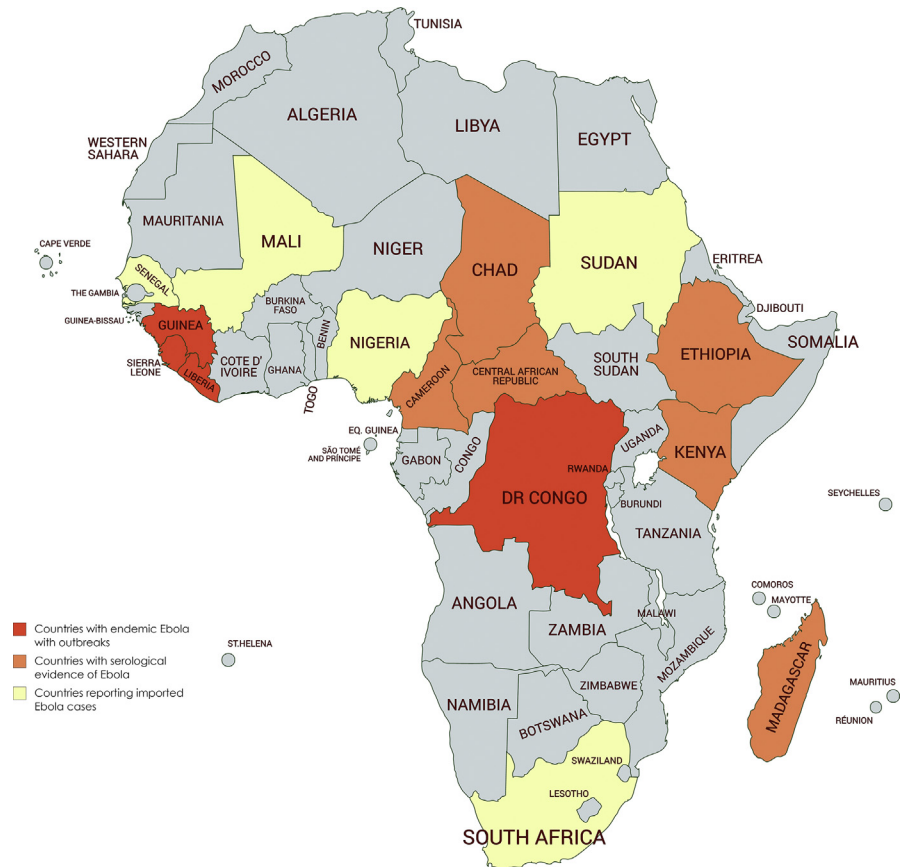 TUNISIA
MOROCCO
ALGERIA
LIBYA
EGYPT
WESTERN
SAHARA
MAURITANIA
MALI
NIGER
CHAD
SUDAN
ERITREA
CAPE VERDE
SENEGAL
THE GAMBIA
GUINEA-BISSAU
GUINEA
SIERRA
LEONE
LIBERIA
COTE D'
IVOIRE
BURKINA
FASO
GHANA
TOGO
BENIN
NIGERIA
CAMEROON
CENTRAL AFRICAN
REPUBLIC
SOUTH
SUDAN
ETHIOPIA
DJIBOUTI
SOMALIA
EQ. GUINEA
SÃO TOMÉ
AND PRÍNCIPE
GABON
CONGO
DR CONGO
RWANDA
UGANDA
KENYA
BURUNDI
TANZANIA
SEYCHELLES
COMOROS
MAYOTTE
ANGOLA
ZAMBIA
MALAWI
MOZAMBIQUE
MADAGASCAR
MAURITIUS
RÉUNION
ST.HELENA
NAMIBIA
BOTSWANA
ZIMBABWE
SWAZILAND
LESOTHO
SOUTH AFRICA
Countries with endemic Ebola
with outbreaks
Countries with serological
evidence of Ebola
Countries reporting imported
Ebola cases